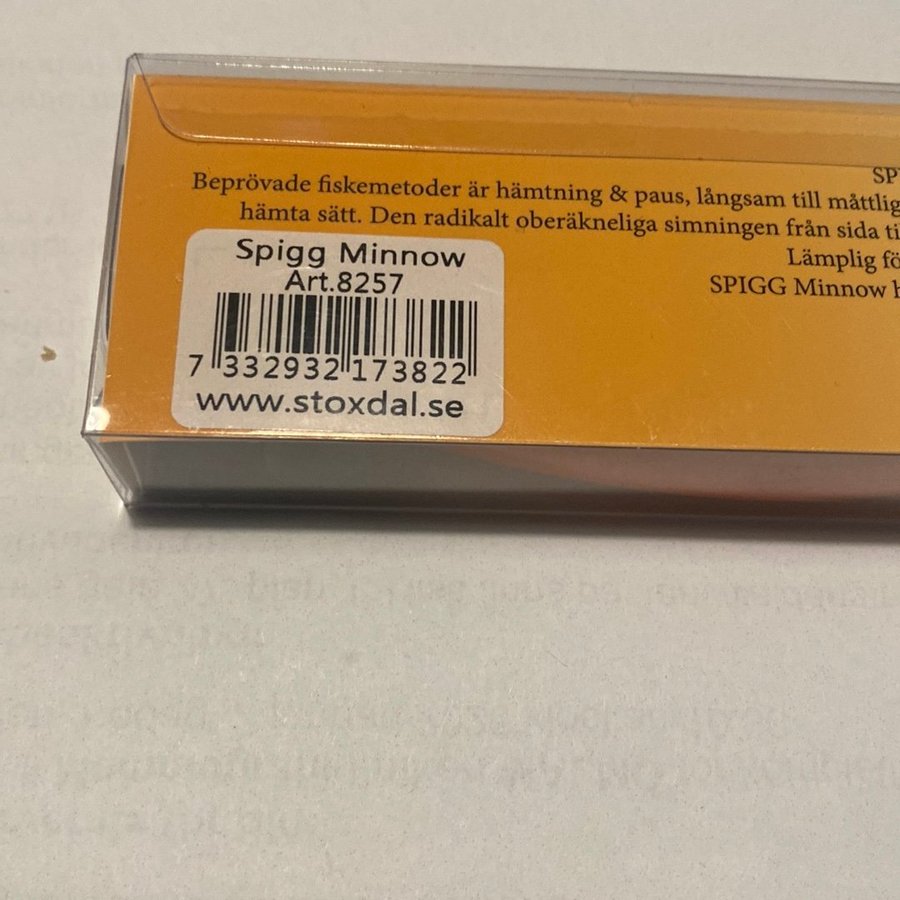 SP
Beprövade fiskemetoder är hämtning & paus, långsam till måttlig
hämta sätt. Den radikalt oberäkneliga simningen från sida ti
Lämplig fö
SPIGG Minnow h
Spigg Minnow
Art.8257
7 332932 173822
www.stoxdal.se